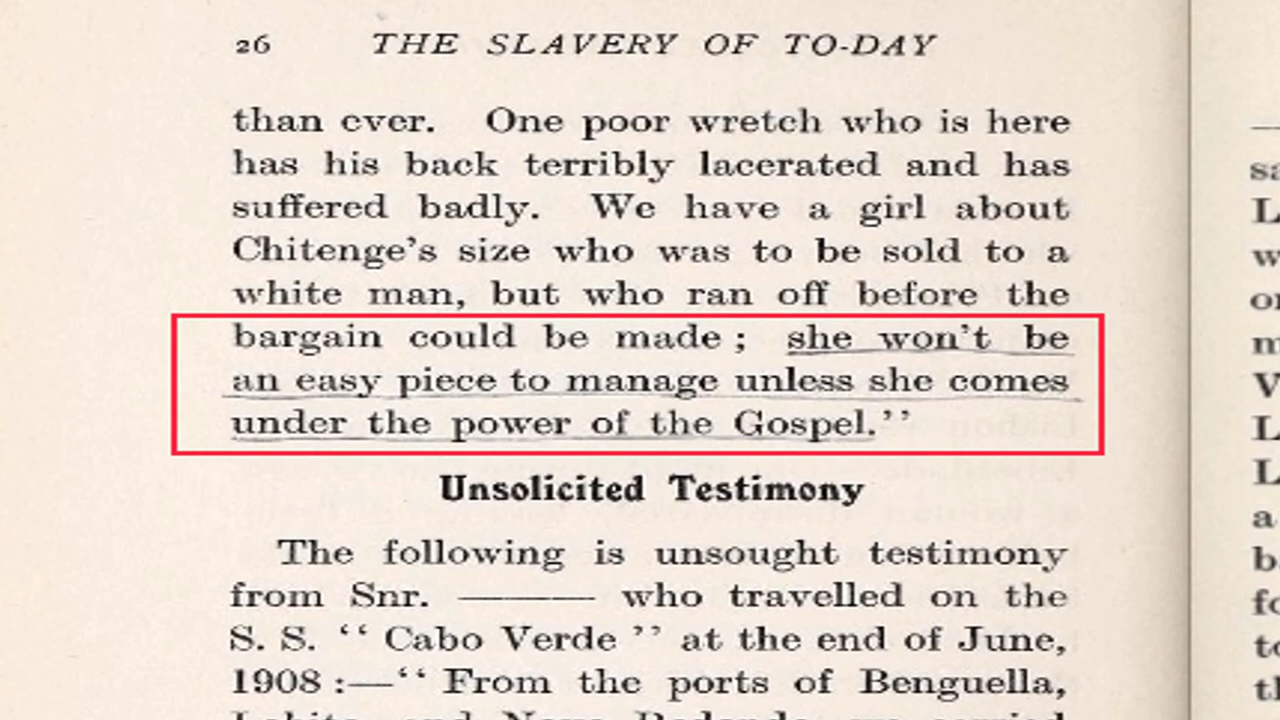 26 THE SLAVERY OF TO-DAY
than ever. One poor wretch who is here
has his back terribly lacerated and has
suffered badly. We have a girl about
Chitenge's size who was to be sold to a
white man, but who ran off before the
bargain could be made ; she won't be
an easy piece to manage unless she comes
under the power of the Gospel.''
Unsolicited Testimony
The following is unsought testimony
from Snr. ——— who travelled on the
S. S. “ Cabo Verde ” at the end of June,
1908 :—“ From the ports of Benguella,